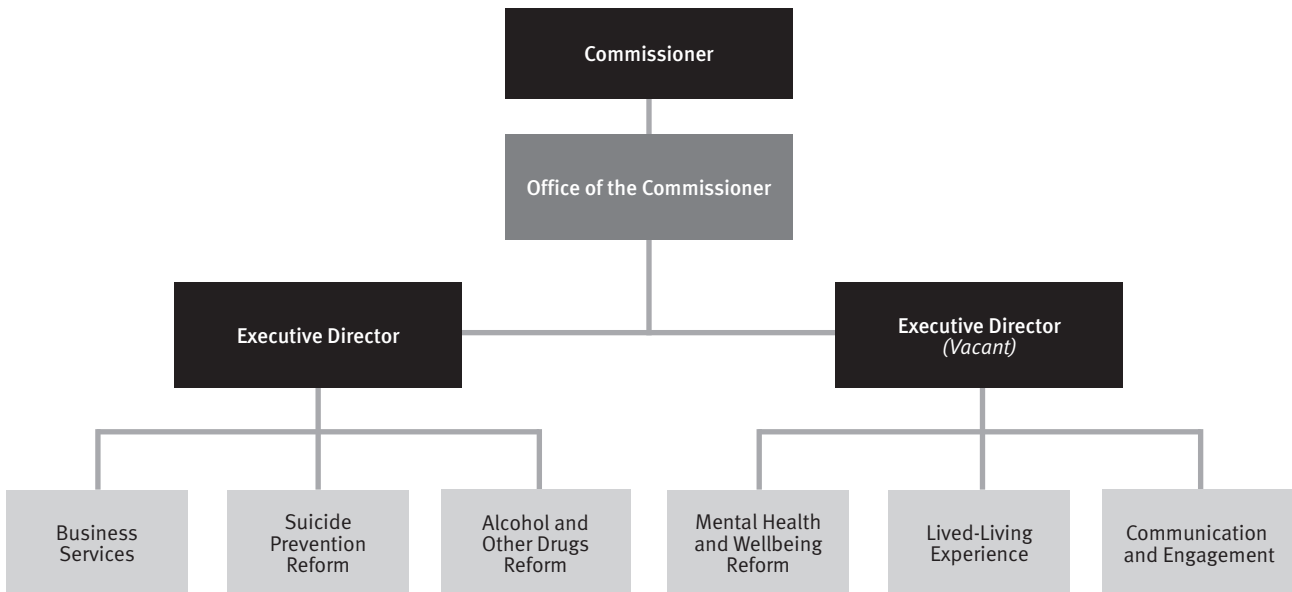 Commissioner
Office of the Commissioner
Executive Director
Executive Director
(Vacant)
Business
Services
Suicide
Prevention
Reform
Alcohol and
Other Drugs
Reform
Mental Health
and Wellbeing
Reform
Lived-Living
Experience
Communication
and Engagement